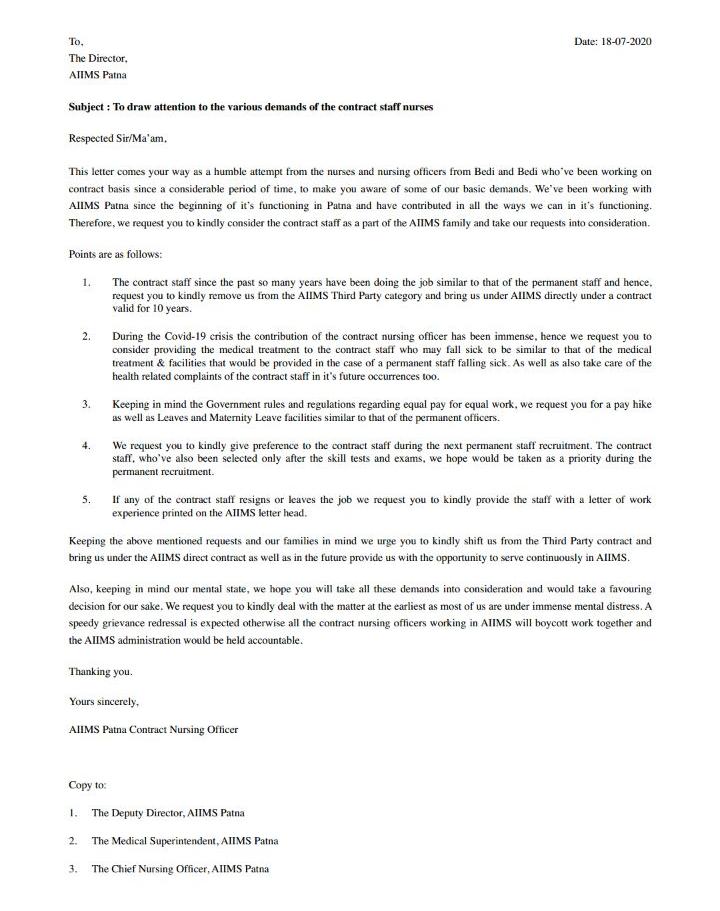 To,
Date: 18-07-2020
The Director,
AIIMS Patna
Subject : To draw attention to the various demands of the contract staff nurses
Respected Sir/Ma'am,
This letter comes your way as a humble attempt from the nurses and nursing officers from Bedi and Bedi who've been working on
contract basis since a considerable period of time, to make you aware of some of our basic demands. We've been working with
AIIMS Patna since the beginning of it's functioning in Patna and have contributed in all the ways we can in it's functioning.
Therefore, we request you to kindly consider the contract staff as a part of the AIIMS family and take our requests into consideration.
Points are as follows:
1. The contract staff since the past so many years have been doing the job similar to that of the permanent staff and hence,
request you to kindly remove us from the AIIMS Third Party category and bring us under AIIMS directly under a contract
valid for 10 years.
2. During the Covid-19 crisis the contribution of the contract nursing officer has been immense, hence we request you to
consider providing the medical treatment to the contract staff who may fall sick to be similar to that of the medical
treatment & facilities that would be provided in the case of a permanent staff falling sick. As well as also take care of the
health related complaints of the contract staff in it's future occurrences too.
3. Keeping in mind the Government rules and regulations regarding equal pay for equal work, we request you for a pay hike
as well as Leaves and Maternity Leave facilities similar to that of the permanent officers.
4. We request you to kindly give preference to the contract staff during the next permanent staff recruitment. The contract
staff, who've also been selected only after the skill tests and exams, we hope would be taken as a priority during the
permanent recruitment.
5. If any of the contract staff resigns or leaves the job we request you to kindly provide the staff with a letter of work
experience printed on the AIIMS letter head.
Keeping the above mentioned requests and our families in mind we urge you to kindly shift us from the Third Party contract and
bring us under the AIIMS direct contract as well as in the future provide us with the opportunity to serve continuously in AIIMS.
Also, keeping in mind our mental state, we hope you will take all these demands into consideration and would take a favouring
decision for our sake. We request you to kindly deal with the matter at the earliest as most of us are under immense mental distress. A
speedy grievance redressal is expected otherwise all the contract nursing officers working in AIIMS will boycott work together and
the AIIMS administration would be held accountable.
Thanking you.
Yours sincerely,
AIIMS Patna Contract Nursing Officer
Copy to:
1. The Deputy Director, AIIMS Patna
2. The Medical Superintendent, AIIMS Patna
3. The Chief Nursing Officer, AIIMS Patna